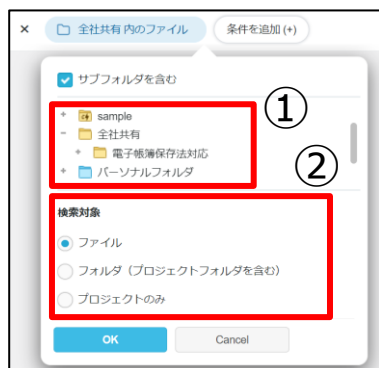 × 全社共有 内のファイル 条件を追加 (+)
サブフォルダを含む
①
+ sample
− 全社共有
+ 電子帳簿保存法対応
+ パーソナルフォルダ
②
検索対象
ファイル
フォルダ（プロジェクトフォルダを含む）
プロジェクトのみ
OK Cancel